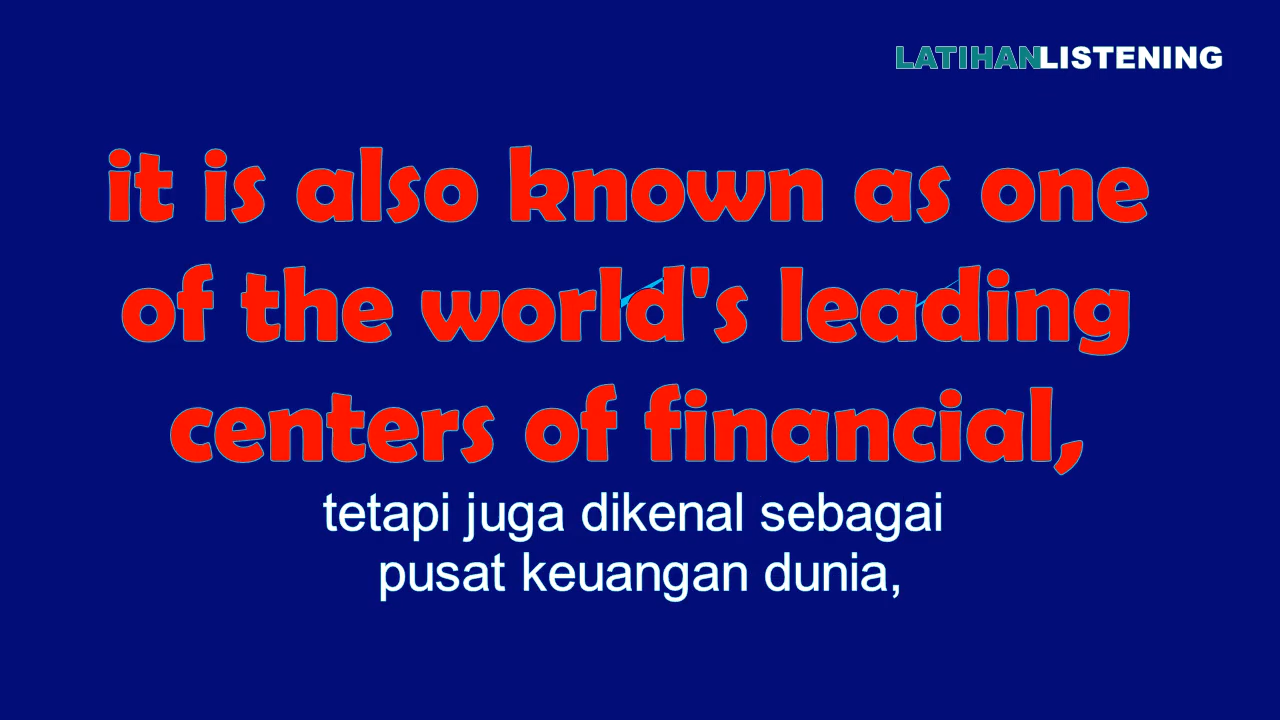 LATIHANLISTENING
it is also known as one
of the world's leading
centers of financial,
tetapi juga dikenal sebagai
pusat keuangan dunia,